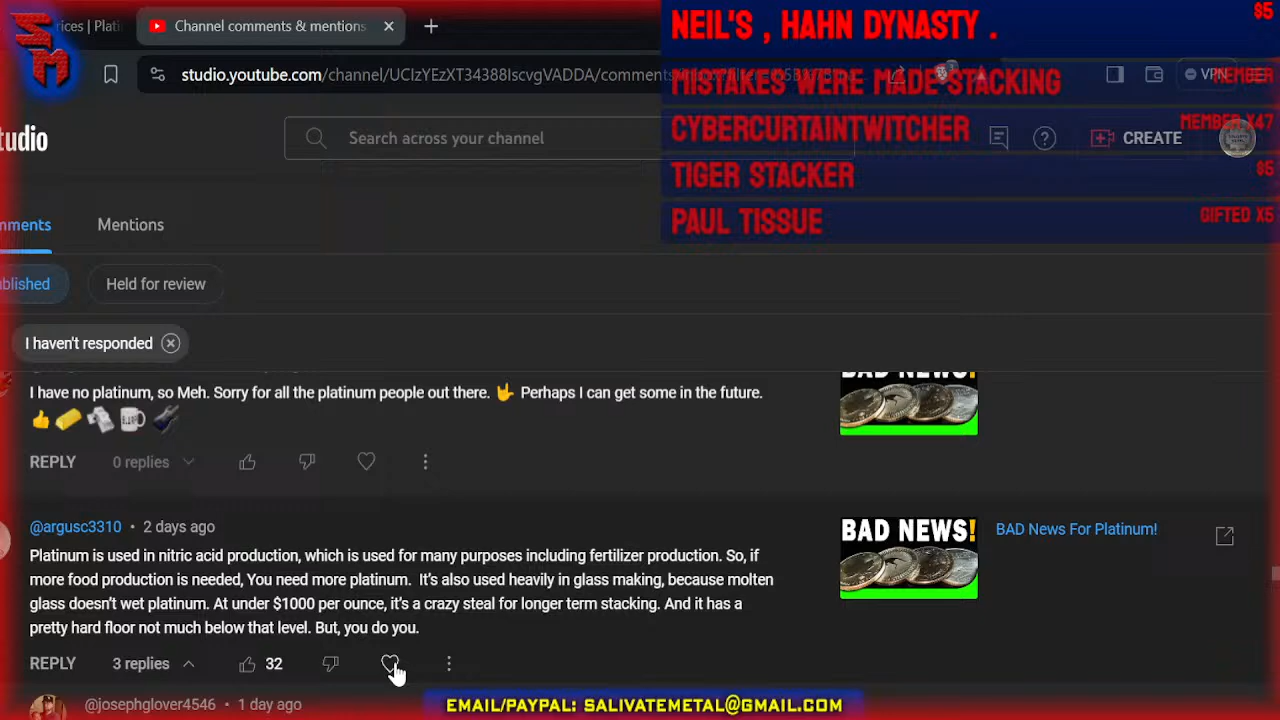 SM
rices | Plati
Channel comments & mentions
NEIL'S , HAHN DYNASTY .
$5
studio.youtube.com/channel/UCIzYEzXT34388IscvgVADDA/comments
VPN
MISTAKES WERE MADE STACKING
MEMBER
tudio
Search across your channel
CREATE
CYBERCURTAINTWITCHER
MEMBER X47
TIGER STACKER
$5
PAUL TISSUE
GIFTED X5
mments
Mentions
ublished
Held for review
I haven't responded
I have no platinum, so Meh. Sorry for all the platinum people out there. 🤟 Perhaps I can get some in the future.
BAD NEWS!
REPLY 0 replies
@argusc3310 • 2 days ago
Platinum is used in nitric acid production, which is used for many purposes including fertilizer production. So, if
more food production is needed, You need more platinum. It's also used heavily in glass making, because molten
glass doesn't wet platinum. At under $1000 per ounce, it's a crazy steal for longer term stacking. And it has a
pretty hard floor not much below that level. But, you do you.
BAD NEWS!
BAD News For Platinum!
REPLY 3 replies 32
@josephglover4546 • 1 day ago
EMAIL/PAYPAL: SALIVATEMETAL@GMAIL.COM